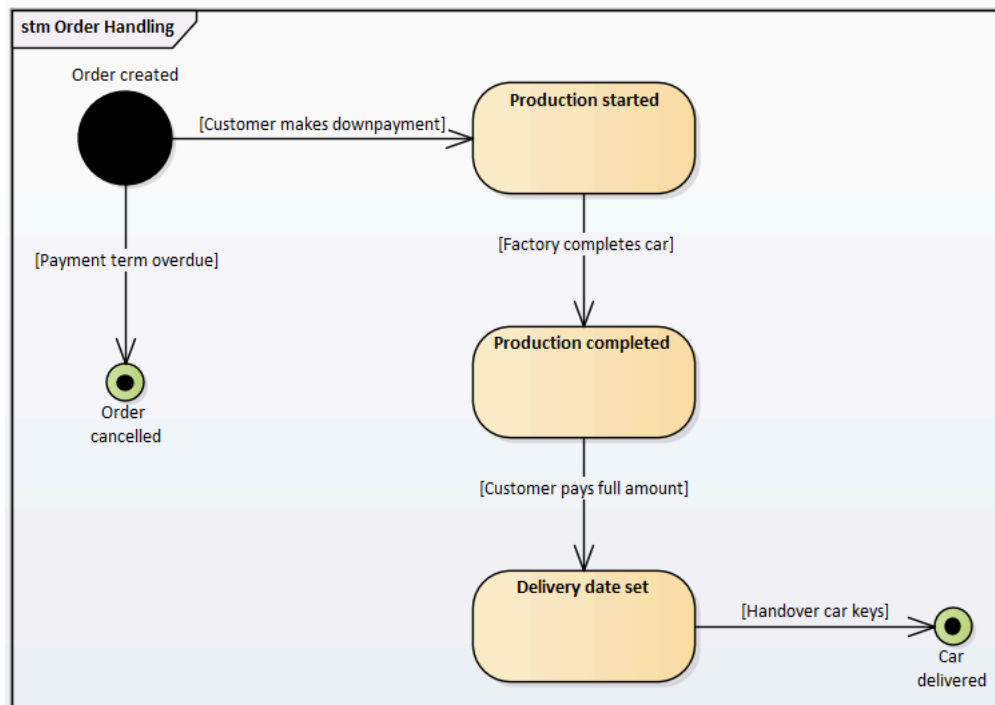 stm Order Handling
Order created
Production started
[Customer makes downpayment]
[Factory completes car]
[Payment term overdue]
Production completed
Order
cancelled
[Customer pays full amount]
Delivery date set
[Handover car keys]
Car
delivered